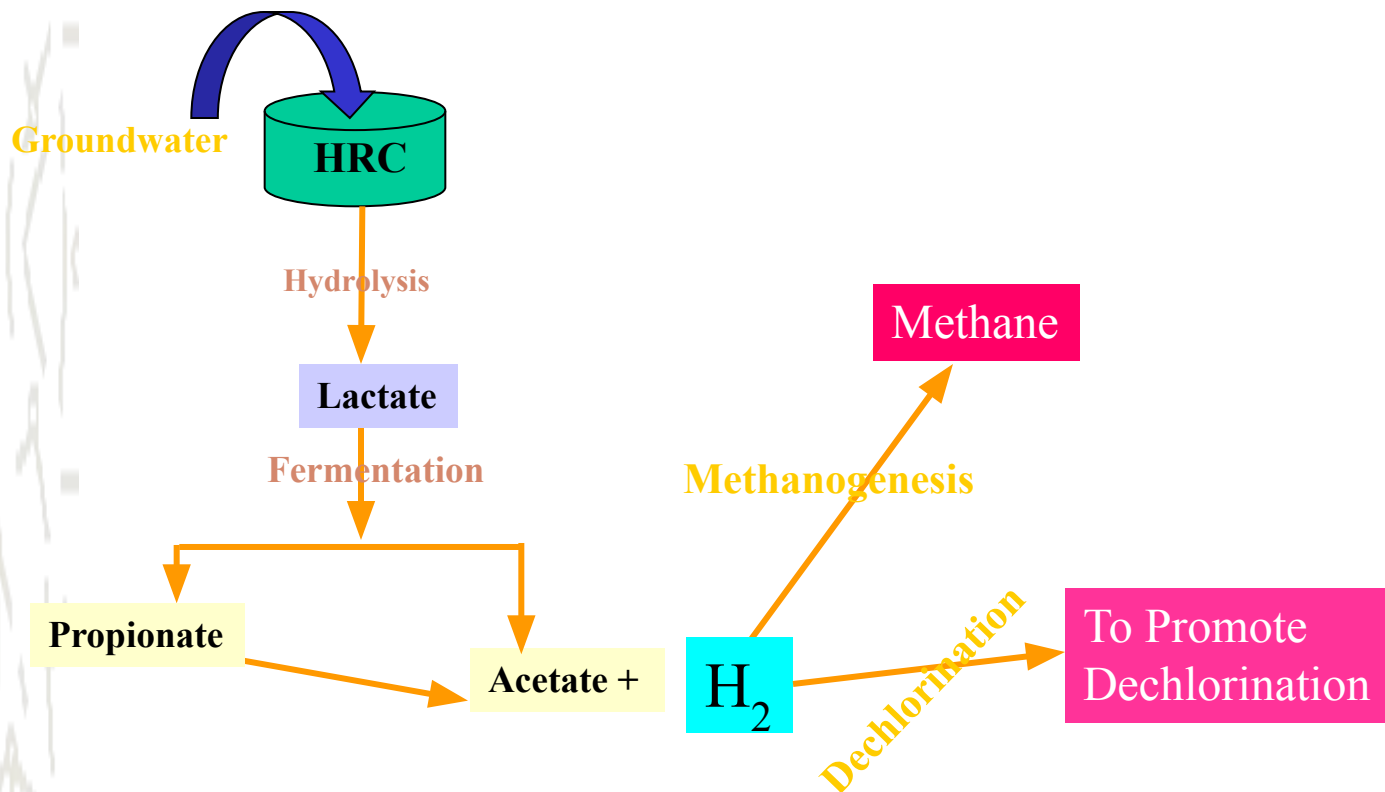 Groundwater
HRC
Hydrolysis
Lactate
Fermentation
Propionate
Acetate +
H₂
Methanogenesis
Methane
Dechlorination
To Promote
Dechlorination